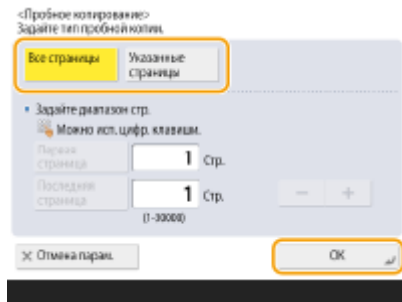 <Пробное копирование>
Задайте тип пробной копии.
Все страницы
Указанные
страницы
Задайте диапазон стр.
Можно исп. цифр. клавиши.
Первая
страница
1 Стр.
Последняя
страница
1 Стр.
− +
(1-30000)
× Отмена парам.
OK